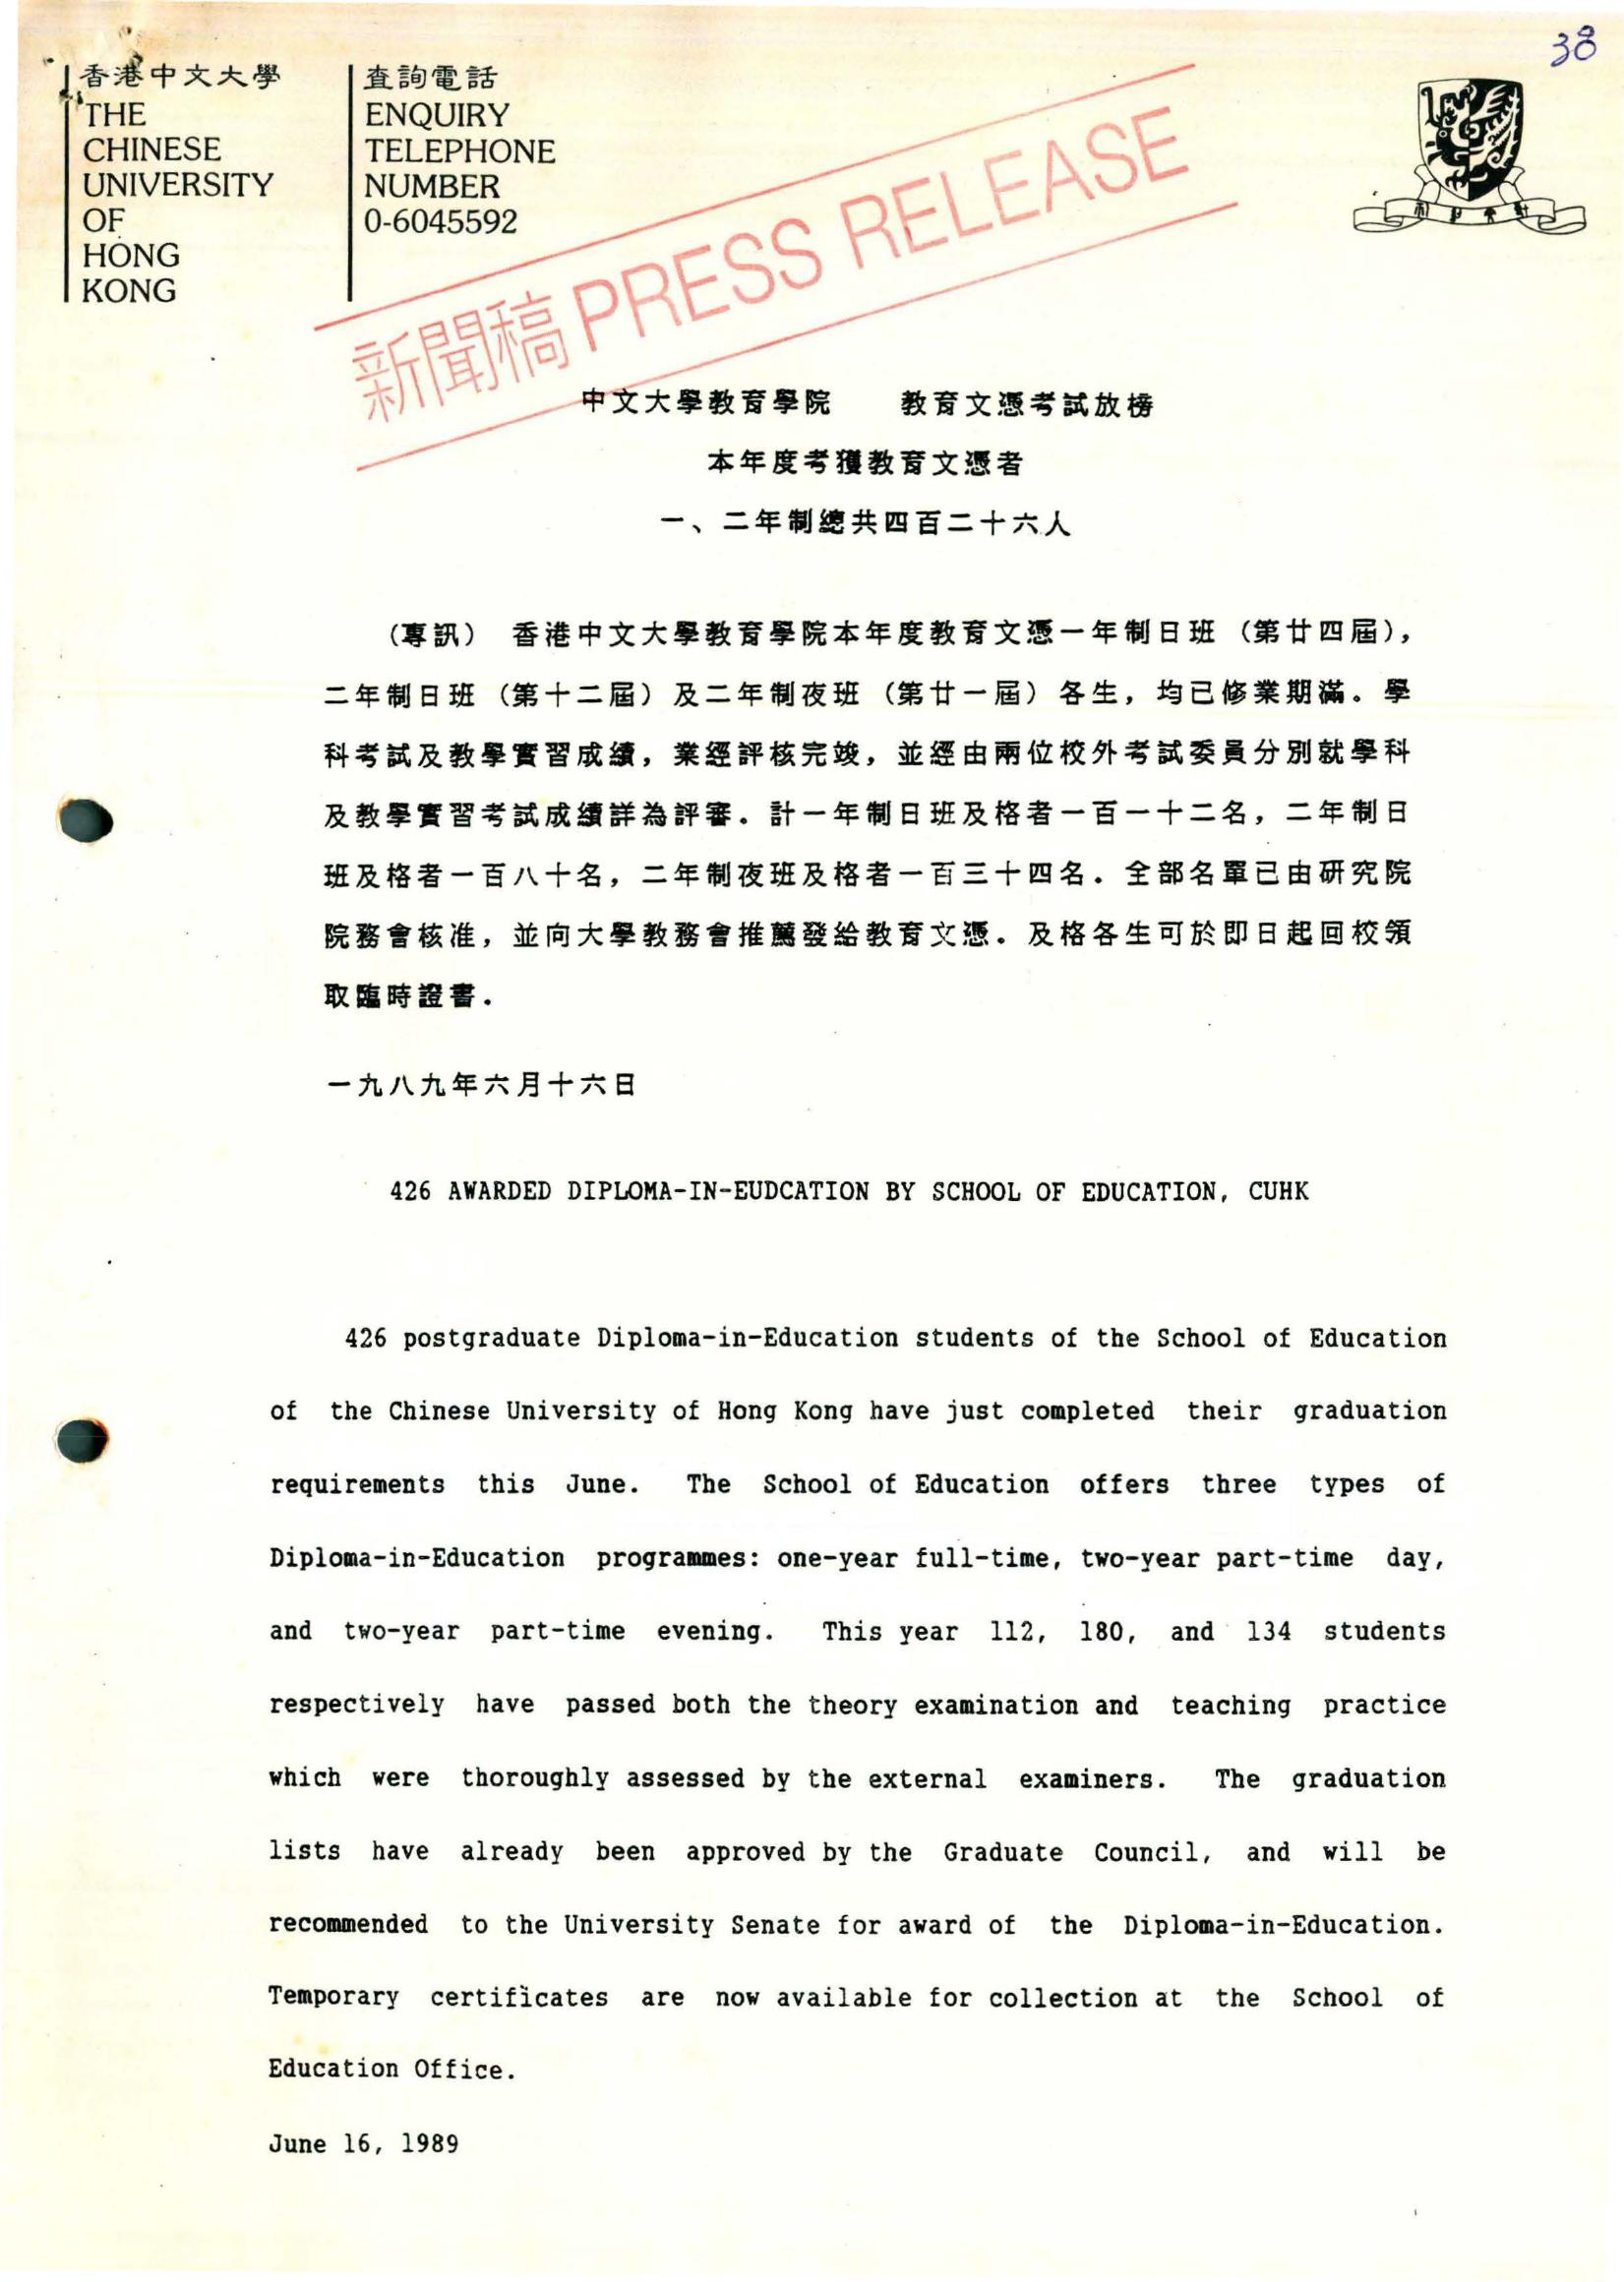 38
香港中文大學
THE
CHINESE
UNIVERSITY
OF
HONG
KONG
查詢電話
ENQUIRY
TELEPHONE
NUMBER
0-6045592
新聞稿 PRESS RELEASE
中文大學教育學院 教育文憑考試放榜
本年度考獲教育文憑者
一、二年制總共四百二十六人
(專訊) 香港中文大學教育學院本年度教育文憑一年制日班(第廿四屆),
二年制日班(第十二屆)及二年制夜班(第廿一屆)各生,均已修業期滿。學
科考試及教學實習成績,業經評核完竣,並經由兩位校外考試委員分別就學科
及教學實習考試成績詳為評審.計一年制日班及格者一百一十二名,二年制日
班及格者一百八十名,二年制夜班及格者一百三十四名.全部名單已由研究院
院務會核准,並向大學教務會推薦發給教育文憑.及格各生可於即日起回校領
取臨時證書.
一九八九年六月十六日
426 AWARDED DIPLOMA-IN-EUDCATION BY SCHOOL OF EDUCATION, CUHK
426 postgraduate Diploma-in-Education students of the School of Education
of the Chinese University of Hong Kong have just completed their graduation
requirements this June. The School of Education offers three types of
Diploma-in-Education programmes: one-year full-time, two-year part-time day,
and two-year part-time evening. This year 112, 180, and 134 students
respectively have passed both the theory examination and teaching practice
which were thoroughly assessed by the external examiners. The graduation
lists have already been approved by the Graduate Council, and will be
recommended to the University Senate for award of the Diploma-in-Education.
Temporary certificates are now available for collection at the School of
Education Office.
June 16, 1989